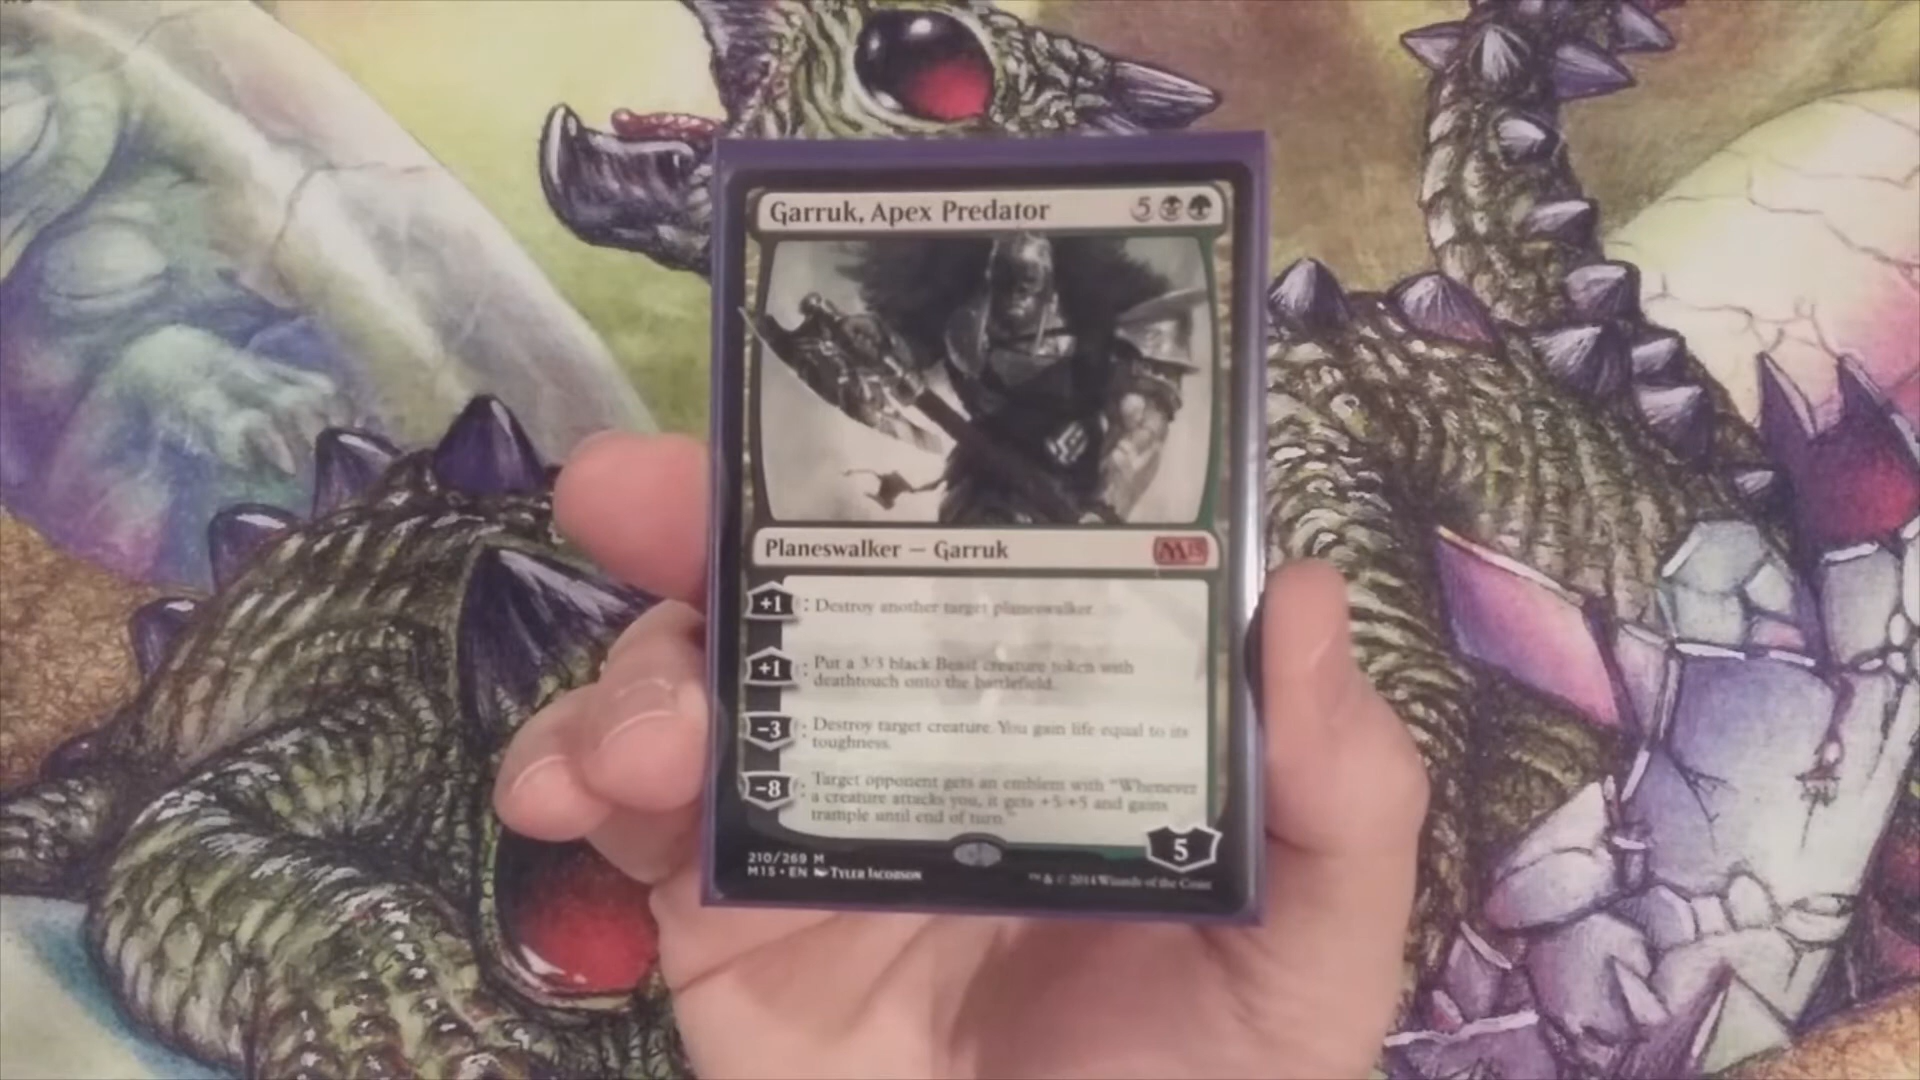 Garruk, Apex Predator 5
Planeswalker — Garruk M15
+1 : Destroy another target planeswalker.
+1 : Put a 3/3 black Beast creature token with
deathtouch onto the battlefield.
−3 : Destroy target creature. You gain life equal to its
toughness.
−8 : Target opponent gets an emblem with "Whenever
a creature attacks you, it gets +5/+5 and gains
trample until end of turn."
5
210/269 M
M15 • EN Tyler Jacobson
™ & © 2014 Wizards of the Coast